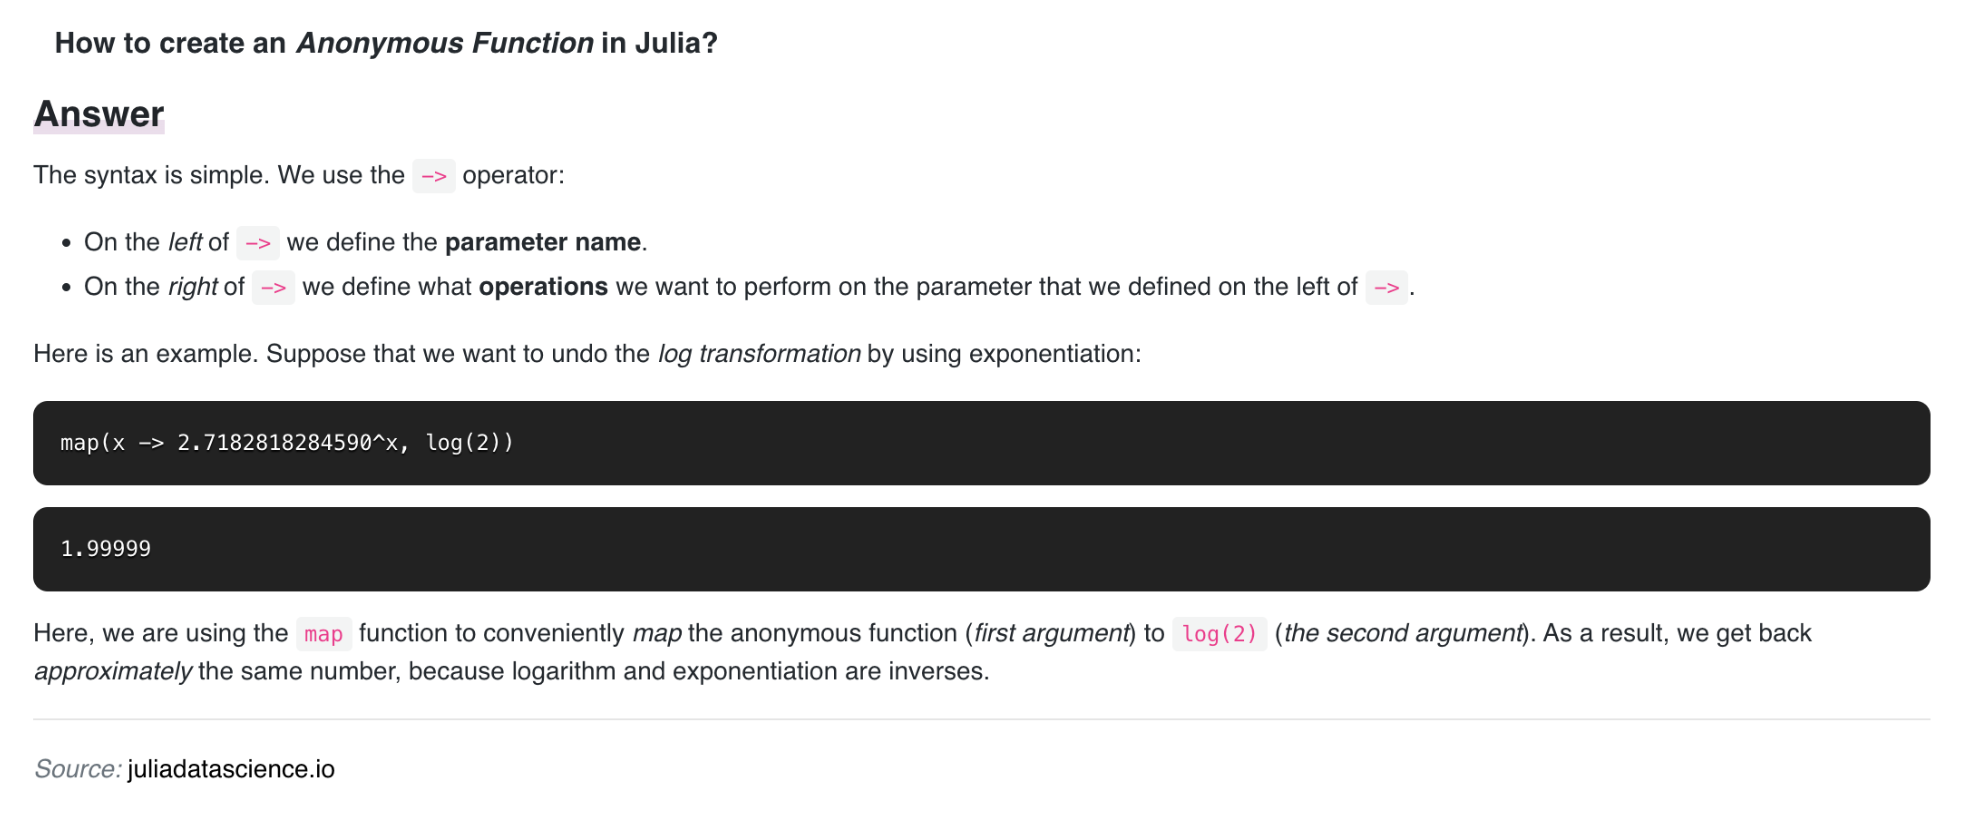 How to create an Anonymous Function in Julia?
Answer
The syntax is simple. We use the -> operator:
• On the left of -> we define the parameter name.
• On the right of -> we define what operations we want to perform on the parameter that we defined on the left of ->.
Here is an example. Suppose that we want to undo the log transformation by using exponentiation:
map(x -> 2.7182818284590^x, log(2))
1.99999
Here, we are using the map function to conveniently map the anonymous function (first argument) to log(2) (the second argument). As a result, we get back
approximately the same number, because logarithm and exponentiation are inverses.
Source: juliadatascience.io